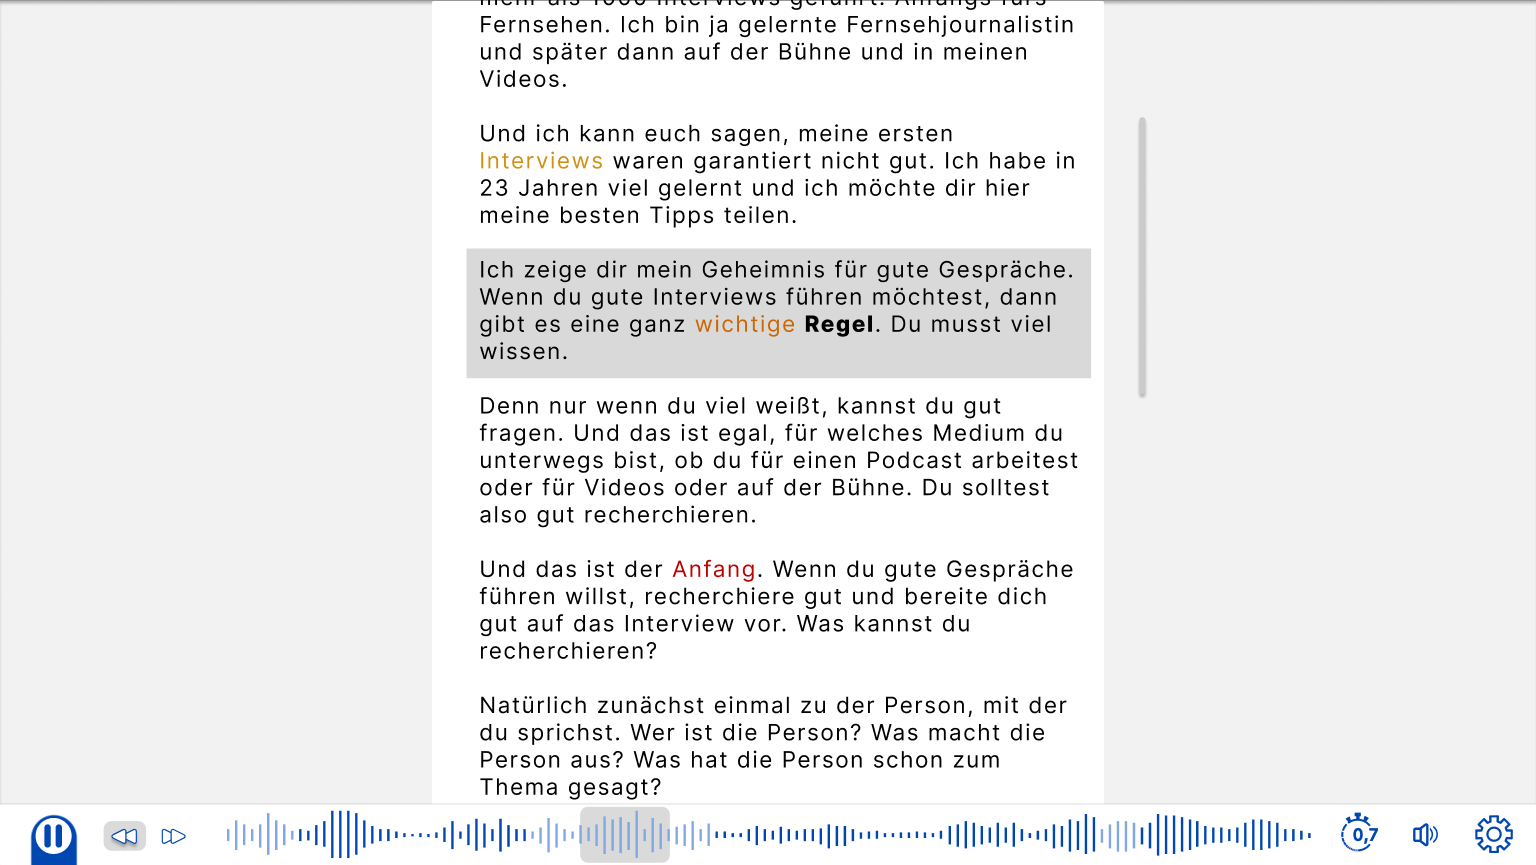 mehr als 1000 Interviews geführt. Anfangs fürs
Fernsehen. Ich bin ja gelernte Fernsehjournalistin
und später dann auf der Bühne und in meinen
Videos.
Und ich kann euch sagen, meine ersten
Interviews waren garantiert nicht gut. Ich habe in
23 Jahren viel gelernt und ich möchte dir hier
meine besten Tipps teilen.
Ich zeige dir mein Geheimnis für gute Gespräche.
Wenn du gute Interviews führen möchtest, dann
gibt es eine ganz wichtige Regel. Du musst viel
wissen.
Denn nur wenn du viel weißt, kannst du gut
fragen. Und das ist egal, für welches Medium du
unterwegs bist, ob du für einen Podcast arbeitest
oder für Videos oder auf der Bühne. Du solltest
also gut recherchieren.
Und das ist der Anfang. Wenn du gute Gespräche
führen willst, recherchiere gut und bereite dich
gut auf das Interview vor. Was kannst du
recherchieren?
Natürlich zunächst einmal zu der Person, mit der
du sprichst. Wer ist die Person? Was macht die
Person aus? Was hat die Person schon zum
Thema gesagt?
0,7